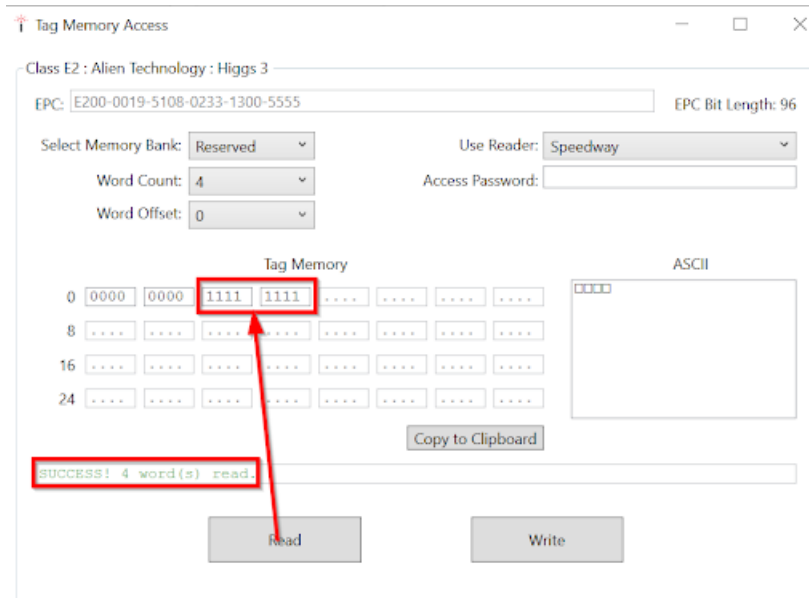 Tag Memory Access
Class E2 : Alien Technology : Higgs 3
EPC: E200-0019-5108-0233-1300-5555 EPC Bit Length: 96
Select Memory Bank: Reserved Use Reader: Speedway
Word Count: 4 Access Password:
Word Offset: 0
Tag Memory ASCII
0 0000 0000 1111 1111 .... .... .... .... □□□□
8 .... .... .... .... .... .... .... ....
16 .... .... .... .... .... .... .... ....
24 .... .... .... .... .... .... .... ....
Copy to Clipboard
SUCCESS! 4 word(s) read.
Read Write